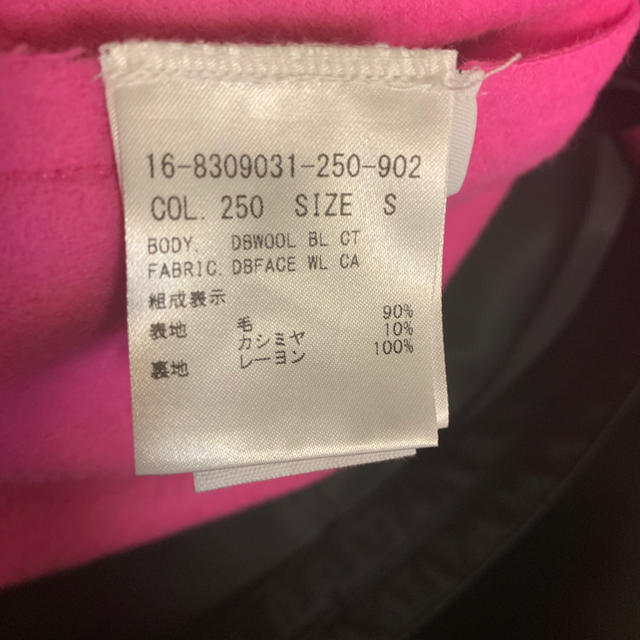 16-8309031-250-902
COL. 250 SIZE S
BODY. DBWOOL BL CT
FABRIC. DBFACE WL CA
組成表示
表地 毛 90%
カシミヤ 10%
裏地 レーヨン 100%